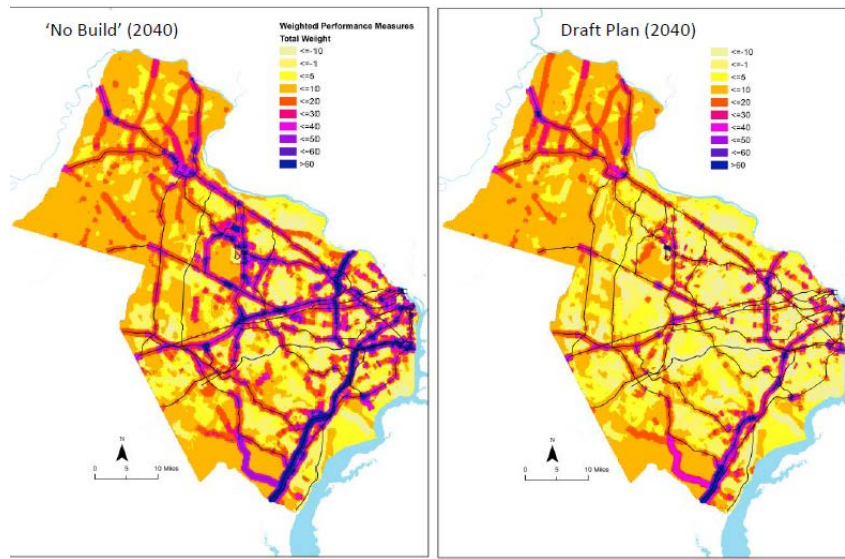 'No Build' (2040)
Weighted Performance Measures
Total Weight
<=-10
<=-1
<=5
<=10
<=20
<=30
<=40
<=50
<=60
>60
N
0 5 10 Miles
Draft Plan (2040)
<=-10
<=-1
<=5
<=10
<=20
<=30
<=40
<=50
<=60
>60
N
0 5 10 Miles